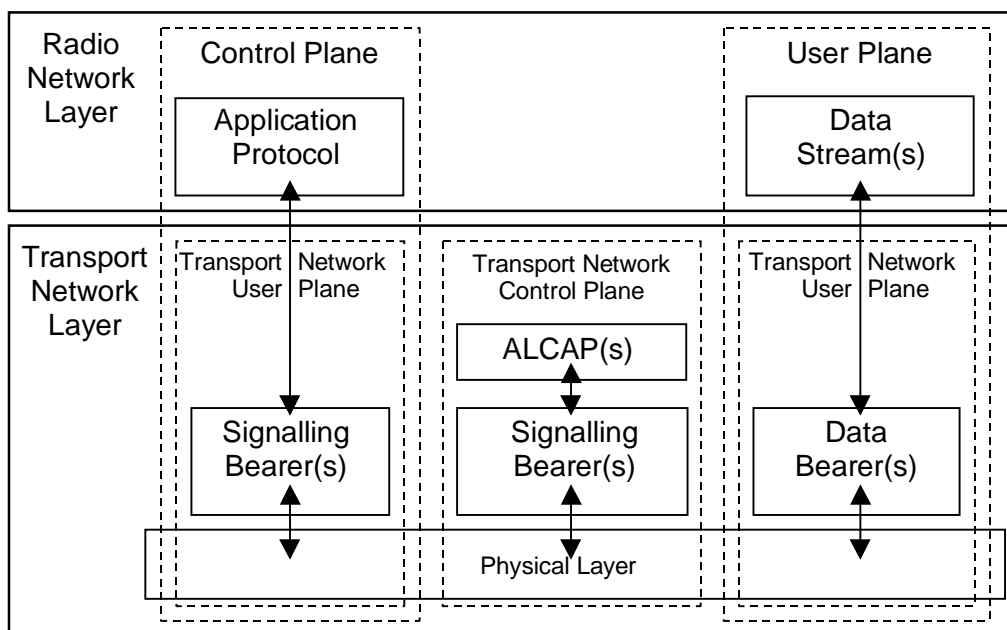 Radio
Network
Layer
Control Plane
User Plane
Application
Protocol
Data
Stream(s)
Transport
Network
Layer
Transport Network
User Plane
Transport Network
Control Plane
Transport Network
User Plane
ALCAP(s)
Signalling
Bearer(s)
Signalling
Bearer(s)
Data
Bearer(s)
Physical Layer